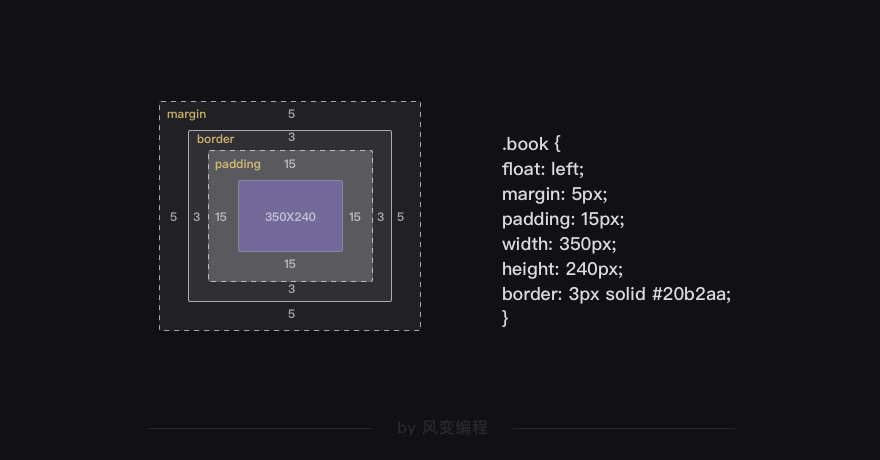 margin
5
border
3
padding
15
5 3 15 350X240 15 3 5
15
3
5
.book {
float: left;
margin: 5px;
padding: 15px;
width: 350px;
height: 240px;
border: 3px solid #20b2aa;
}
by 风变编程